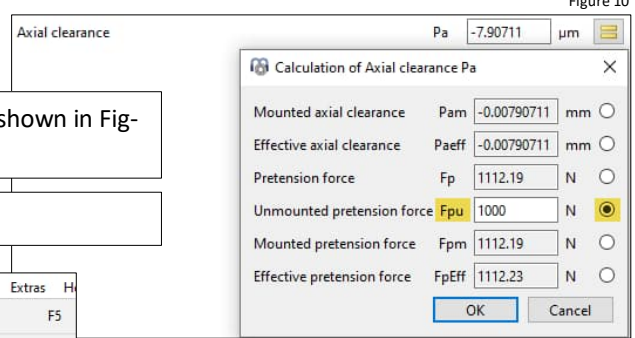 Figure 10
Axial clearance Pa -7.90711 µm
Calculation of Axial clearance Pa
shown in Fig-
Mounted axial clearance Pam -0.00790711 mm
Effective axial clearance Paeff -0.00790711 mm
Pretension force Fp 1112.19 N
Unmounted pretension force Fpu 1000 N
Mounted pretension force Fpm 1112.19 N
Effective pretension force FpEff 1112.23 N
OK Cancel
Extras
F5